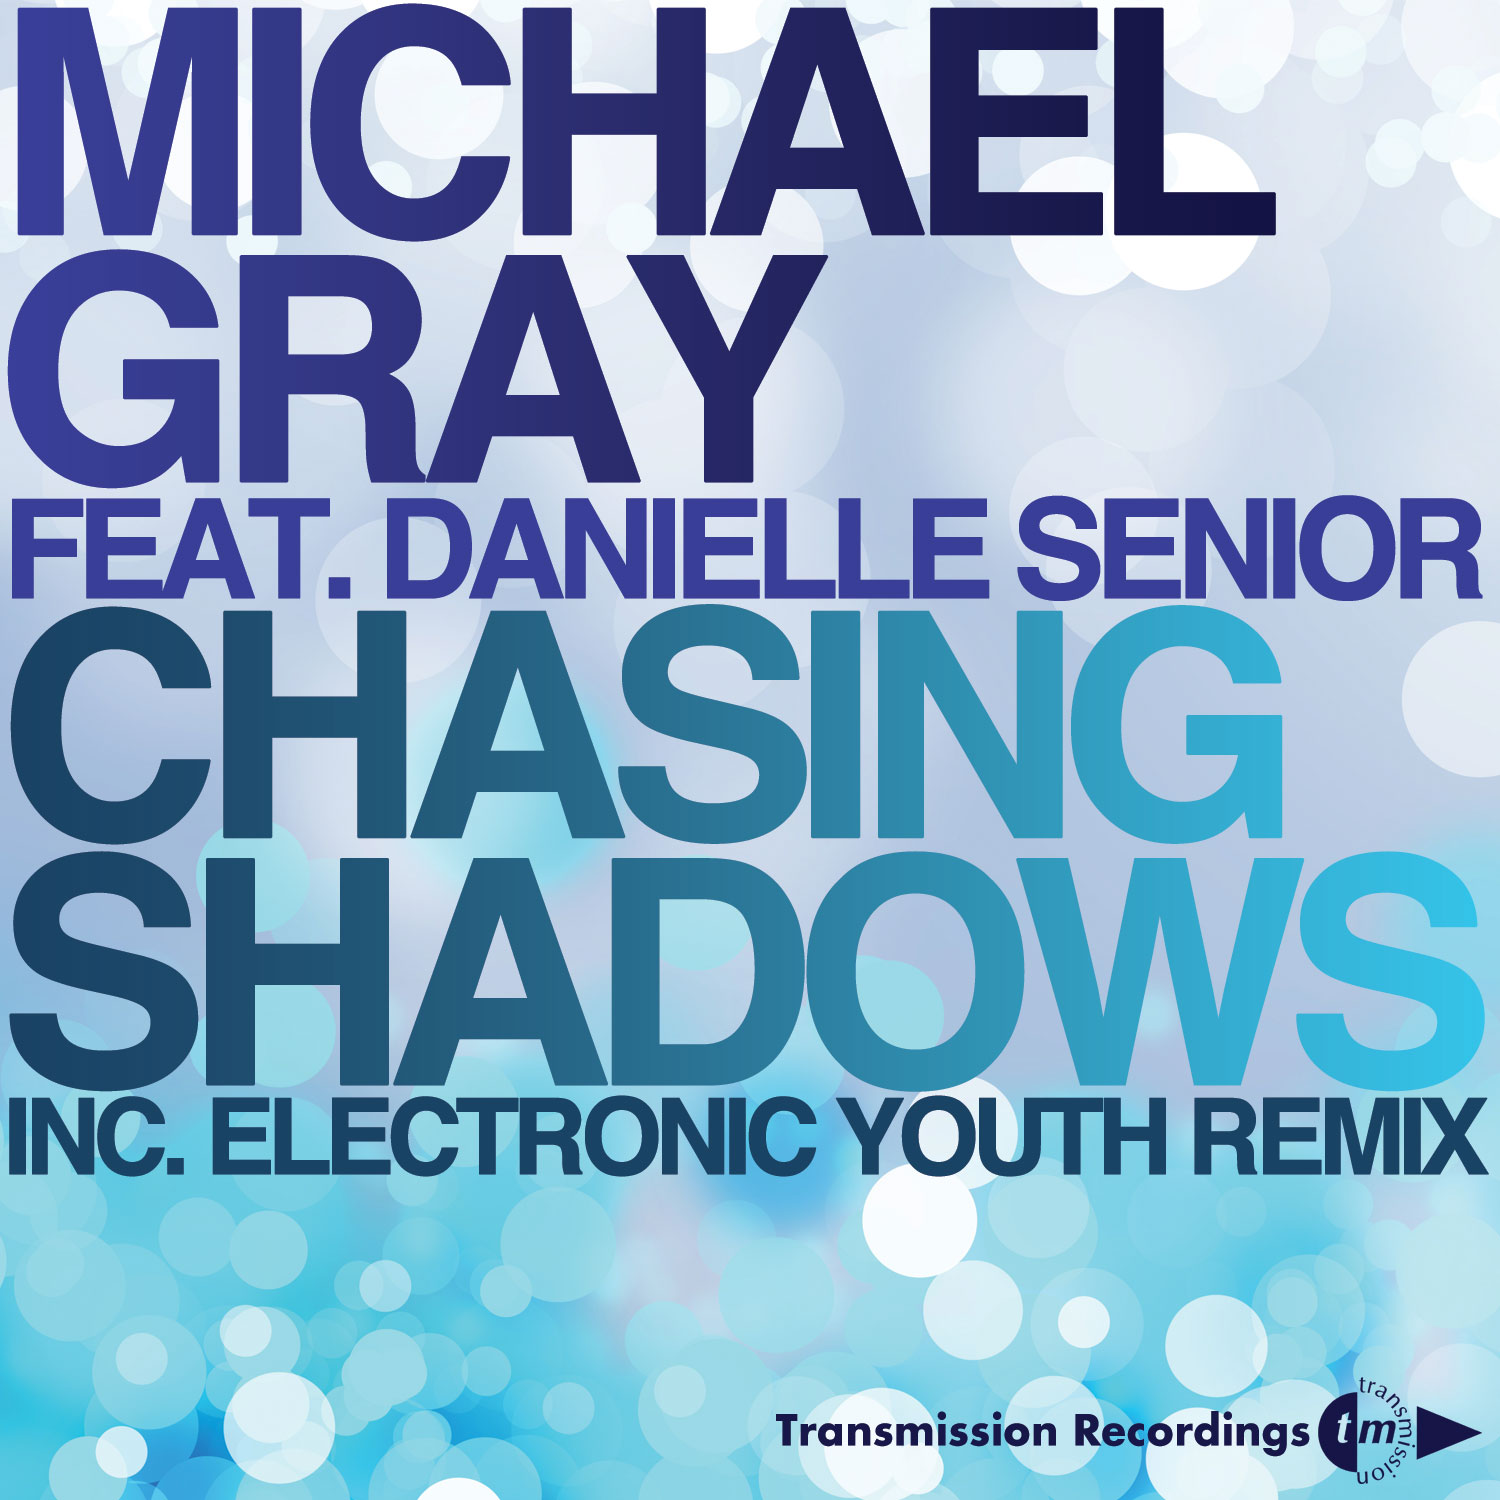 MICHAEL
GRAY
FEAT. DANIELLE SENIOR
CHASING
SHADOWS
INC. ELECTRONIC YOUTH REMIX
Transmission Recordings
tm
transmission